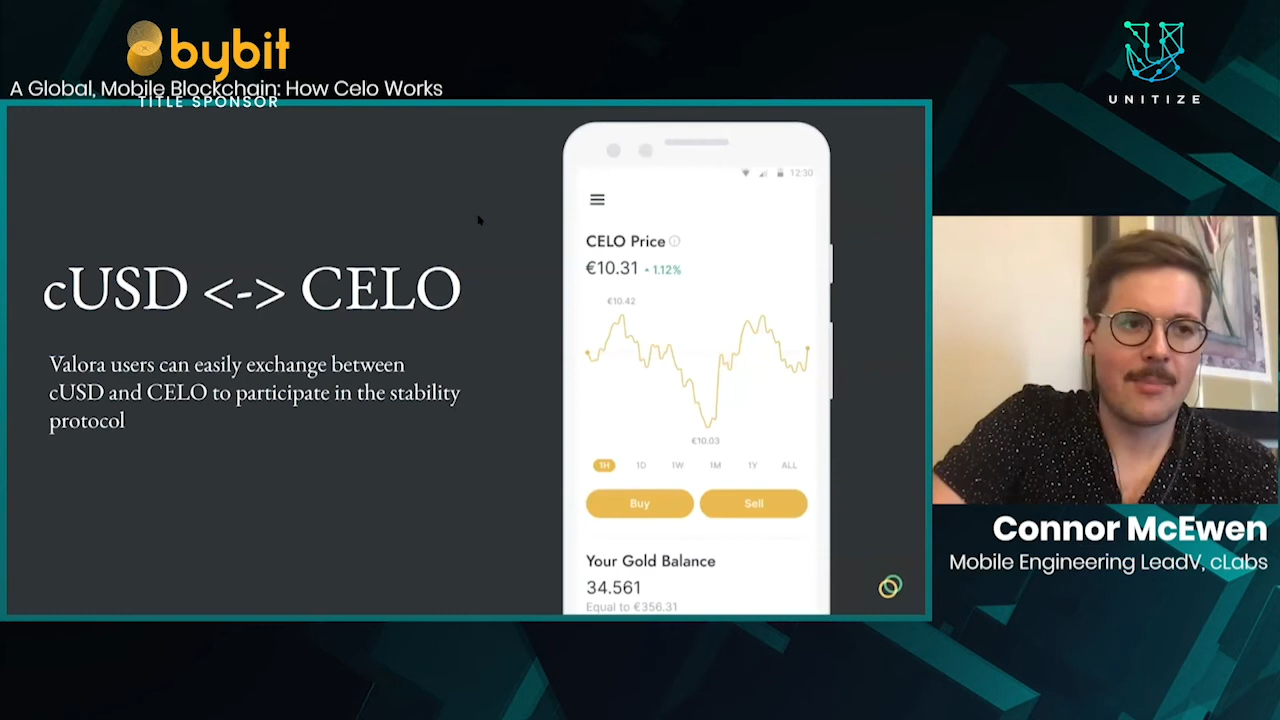 bybit
A Global, Mobile Blockchain: How Celo Works
TITLE SPONSOR
UNITIZE
cUSD <-> CELO
Valora users can easily exchange between
cUSD and CELO to participate in the stability
protocol
12:30
CELO Price
€10.31 1.12%
€10.42
€10.03
1H 1D 1W 1M 1Y ALL
Buy Sell
Your Gold Balance
34.561
Equal to €356.31
Connor McEwen
Mobile Engineering LeadV, cLabs